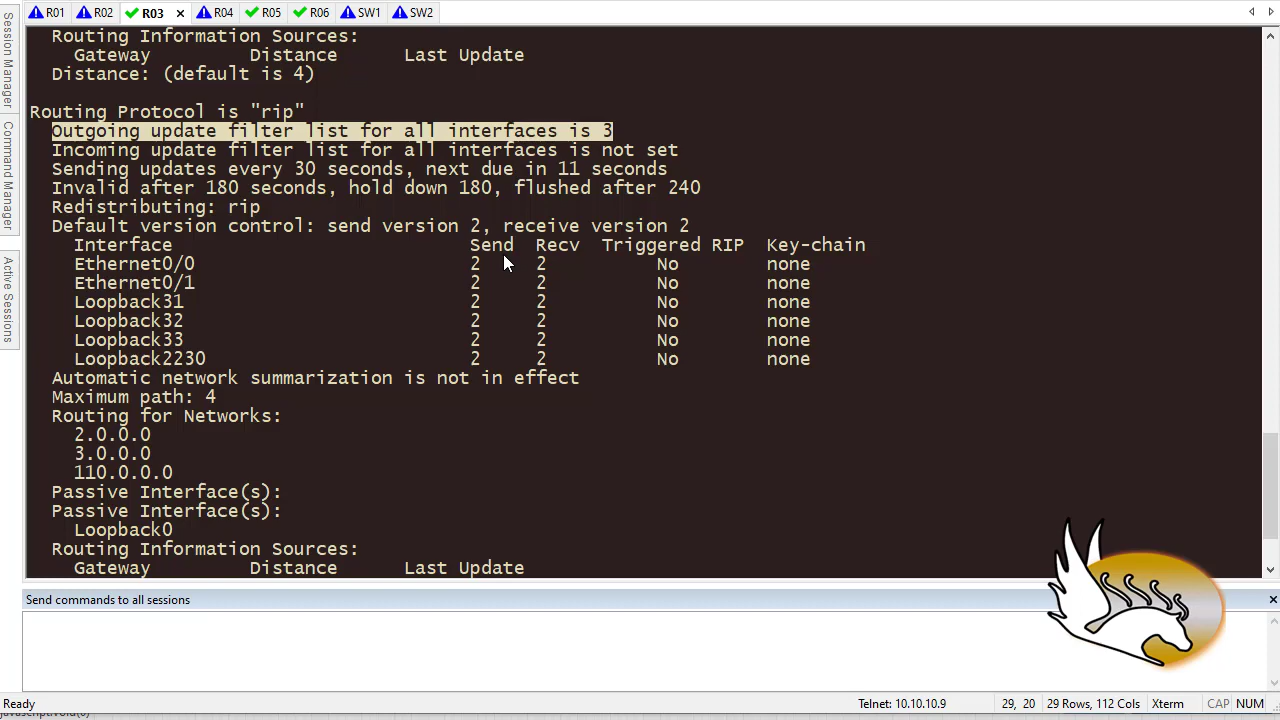 R01 R02 R03 × R04 R05 R06 SW1 SW2
Session Manager
Command Manager
Active Sessions
Routing Information Sources:
Gateway Distance Last Update
Distance: (default is 4)
Routing Protocol is "rip"
Outgoing update filter list for all interfaces is 3
Incoming update filter list for all interfaces is not set
Sending updates every 30 seconds, next due in 11 seconds
Invalid after 180 seconds, hold down 180, flushed after 240
Redistributing: rip
Default version control: send version 2, receive version 2
Interface Send Recv Triggered RIP Key-chain
Ethernet0/0 2 2 No none
Ethernet0/1 2 2 No none
Loopback31 2 2 No none
Loopback32 2 2 No none
Loopback33 2 2 No none
Loopback2230 2 2 No none
Automatic network summarization is not in effect
Maximum path: 4
Routing for Networks:
2.0.0.0
3.0.0.0
110.0.0.0
Passive Interface(s):
Passive Interface(s):
Loopback0
Routing Information Sources:
Gateway Distance Last Update
Send commands to all sessions
Ready Telnet: 10.10.10.9 29, 20 29 Rows, 112 Cols Xterm CAP NUM